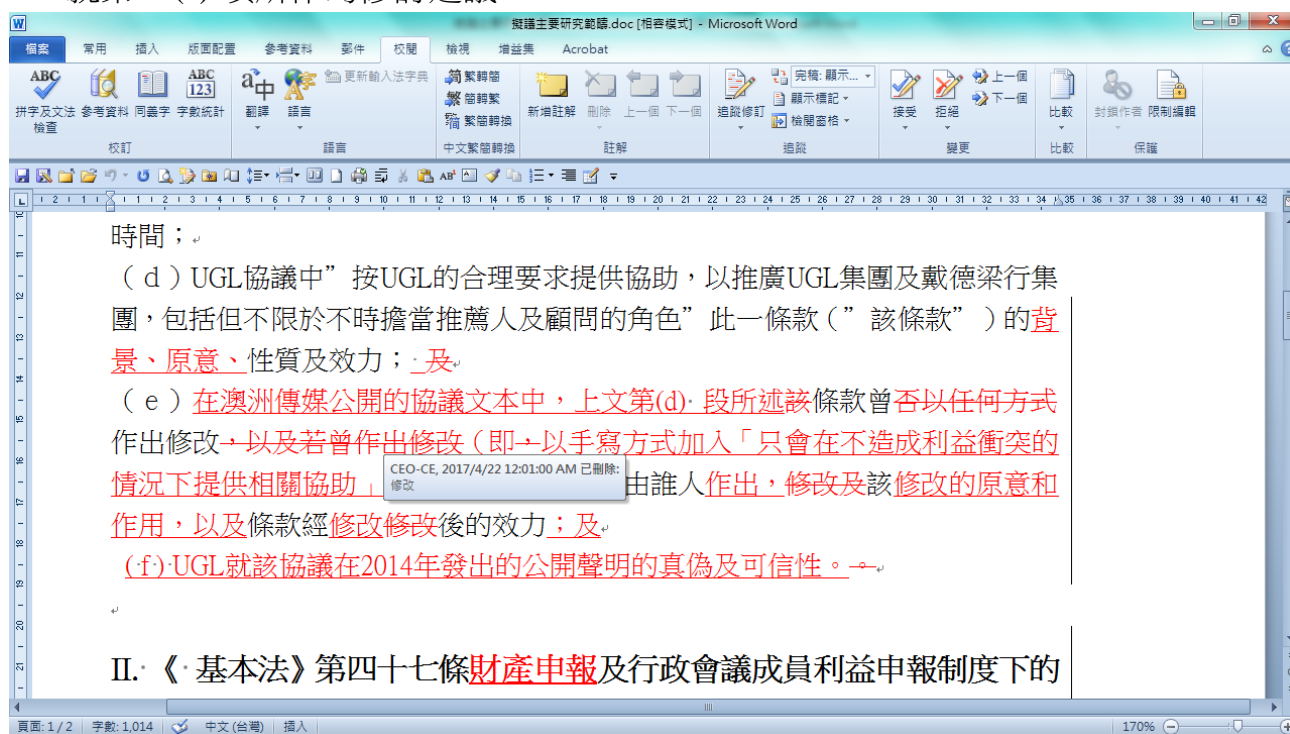 擬議主要研究範疇.doc [相容模式] - Microsoft Word
檔案 常用 插入 版面配置 參考資料 郵件 校閱 檢視 增益集 Acrobat
拼字及文法檢查 參考資料 同義字 字數統計 翻譯 語言 更新輸入法字典 繁轉簡 簡轉繁 繁簡轉換 新增註解 刪除 上一個 下一個 追蹤修訂 完稿: 顯示... 顯示標記 檢閱窗格 接受 拒絕 上一個 下一個 比較 封鎖作者 限制編輯
校訂 語言 中文繁簡轉換 註解 追蹤 變更 比較 保護
時間；
（d）UGL協議中”按UGL的合理要求提供協助，以推廣UGL集團及戴德梁行集
團，包括但不限於不時擔當推薦人及顧問的角色”此一條款（”該條款”）的背
景、原意、性質及效力；及
（e）在澳洲傳媒公開的協議文本中，上文第(d)·段所述該條款曾否以任何方式
作出修改，以及若曾作出修改（即，以手寫方式加入「只會在不造成利益衝突的
情況下提供相關協助」
CEO-CE, 2017/4/22 12:01:00 AM 已刪除:
修改
由誰人作出，修改及該修改的原意和
作用，以及條款經修改修改後的效力；及
(·f·)·UGL就該協議在2014年發出的公開聲明的真偽及可信性。。
II.·《·基本法》第四十七條財產申報及行政會議成員利益申報制度下的
頁面: 1 / 2 字數: 1,014 中文 (台灣) 插入 170%